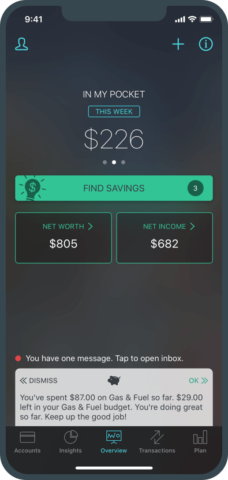 9:41
IN MY POCKET
THIS WEEK
$226
FIND SAVINGS 3
NET WORTH
$805
NET INCOME
$682
You have one message. Tap to open inbox.
DISMISS
OK
You've spent $87.00 on Gas & Fuel so far. $29.00
left in your Gas & Fuel budget. You're doing great
so far. Keep up the good job!
Accounts Insights Overview Transactions Plan